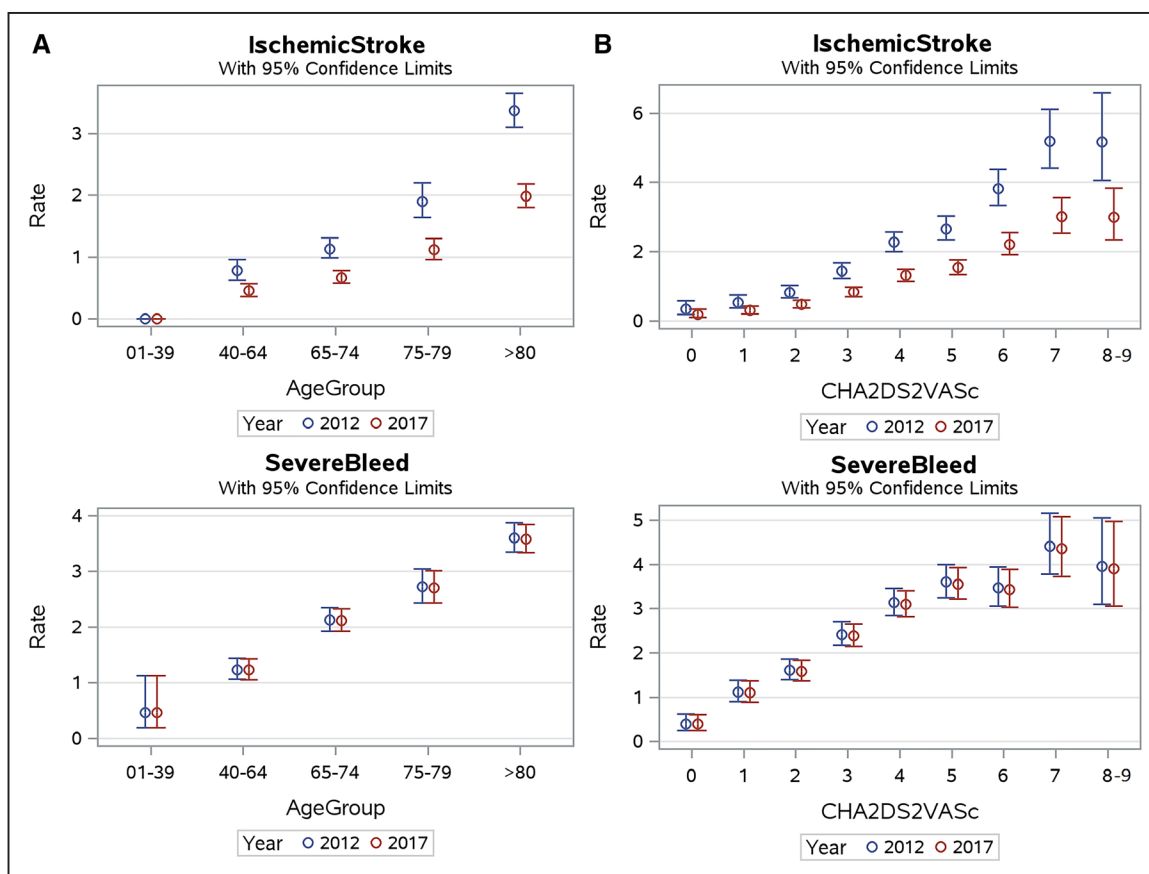 A
IschemicStroke
With 95% Confidence Limits
3
2
1
0
Rate
01-39 40-64 65-74 75-79 >80
AgeGroup
Year 2012 2017
SevereBleed
With 95% Confidence Limits
4
3
2
1
0
Rate
01-39 40-64 65-74 75-79 >80
AgeGroup
Year 2012 2017
B
IschemicStroke
With 95% Confidence Limits
6
4
2
0
Rate
0 1 2 3 4 5 6 7 8-9
CHA2DS2VASc
Year 2012 2017
SevereBleed
With 95% Confidence Limits
5
4
3
2
1
0
Rate
0 1 2 3 4 5 6 7 8-9
CHA2DS2VASc
Year 2012 2017